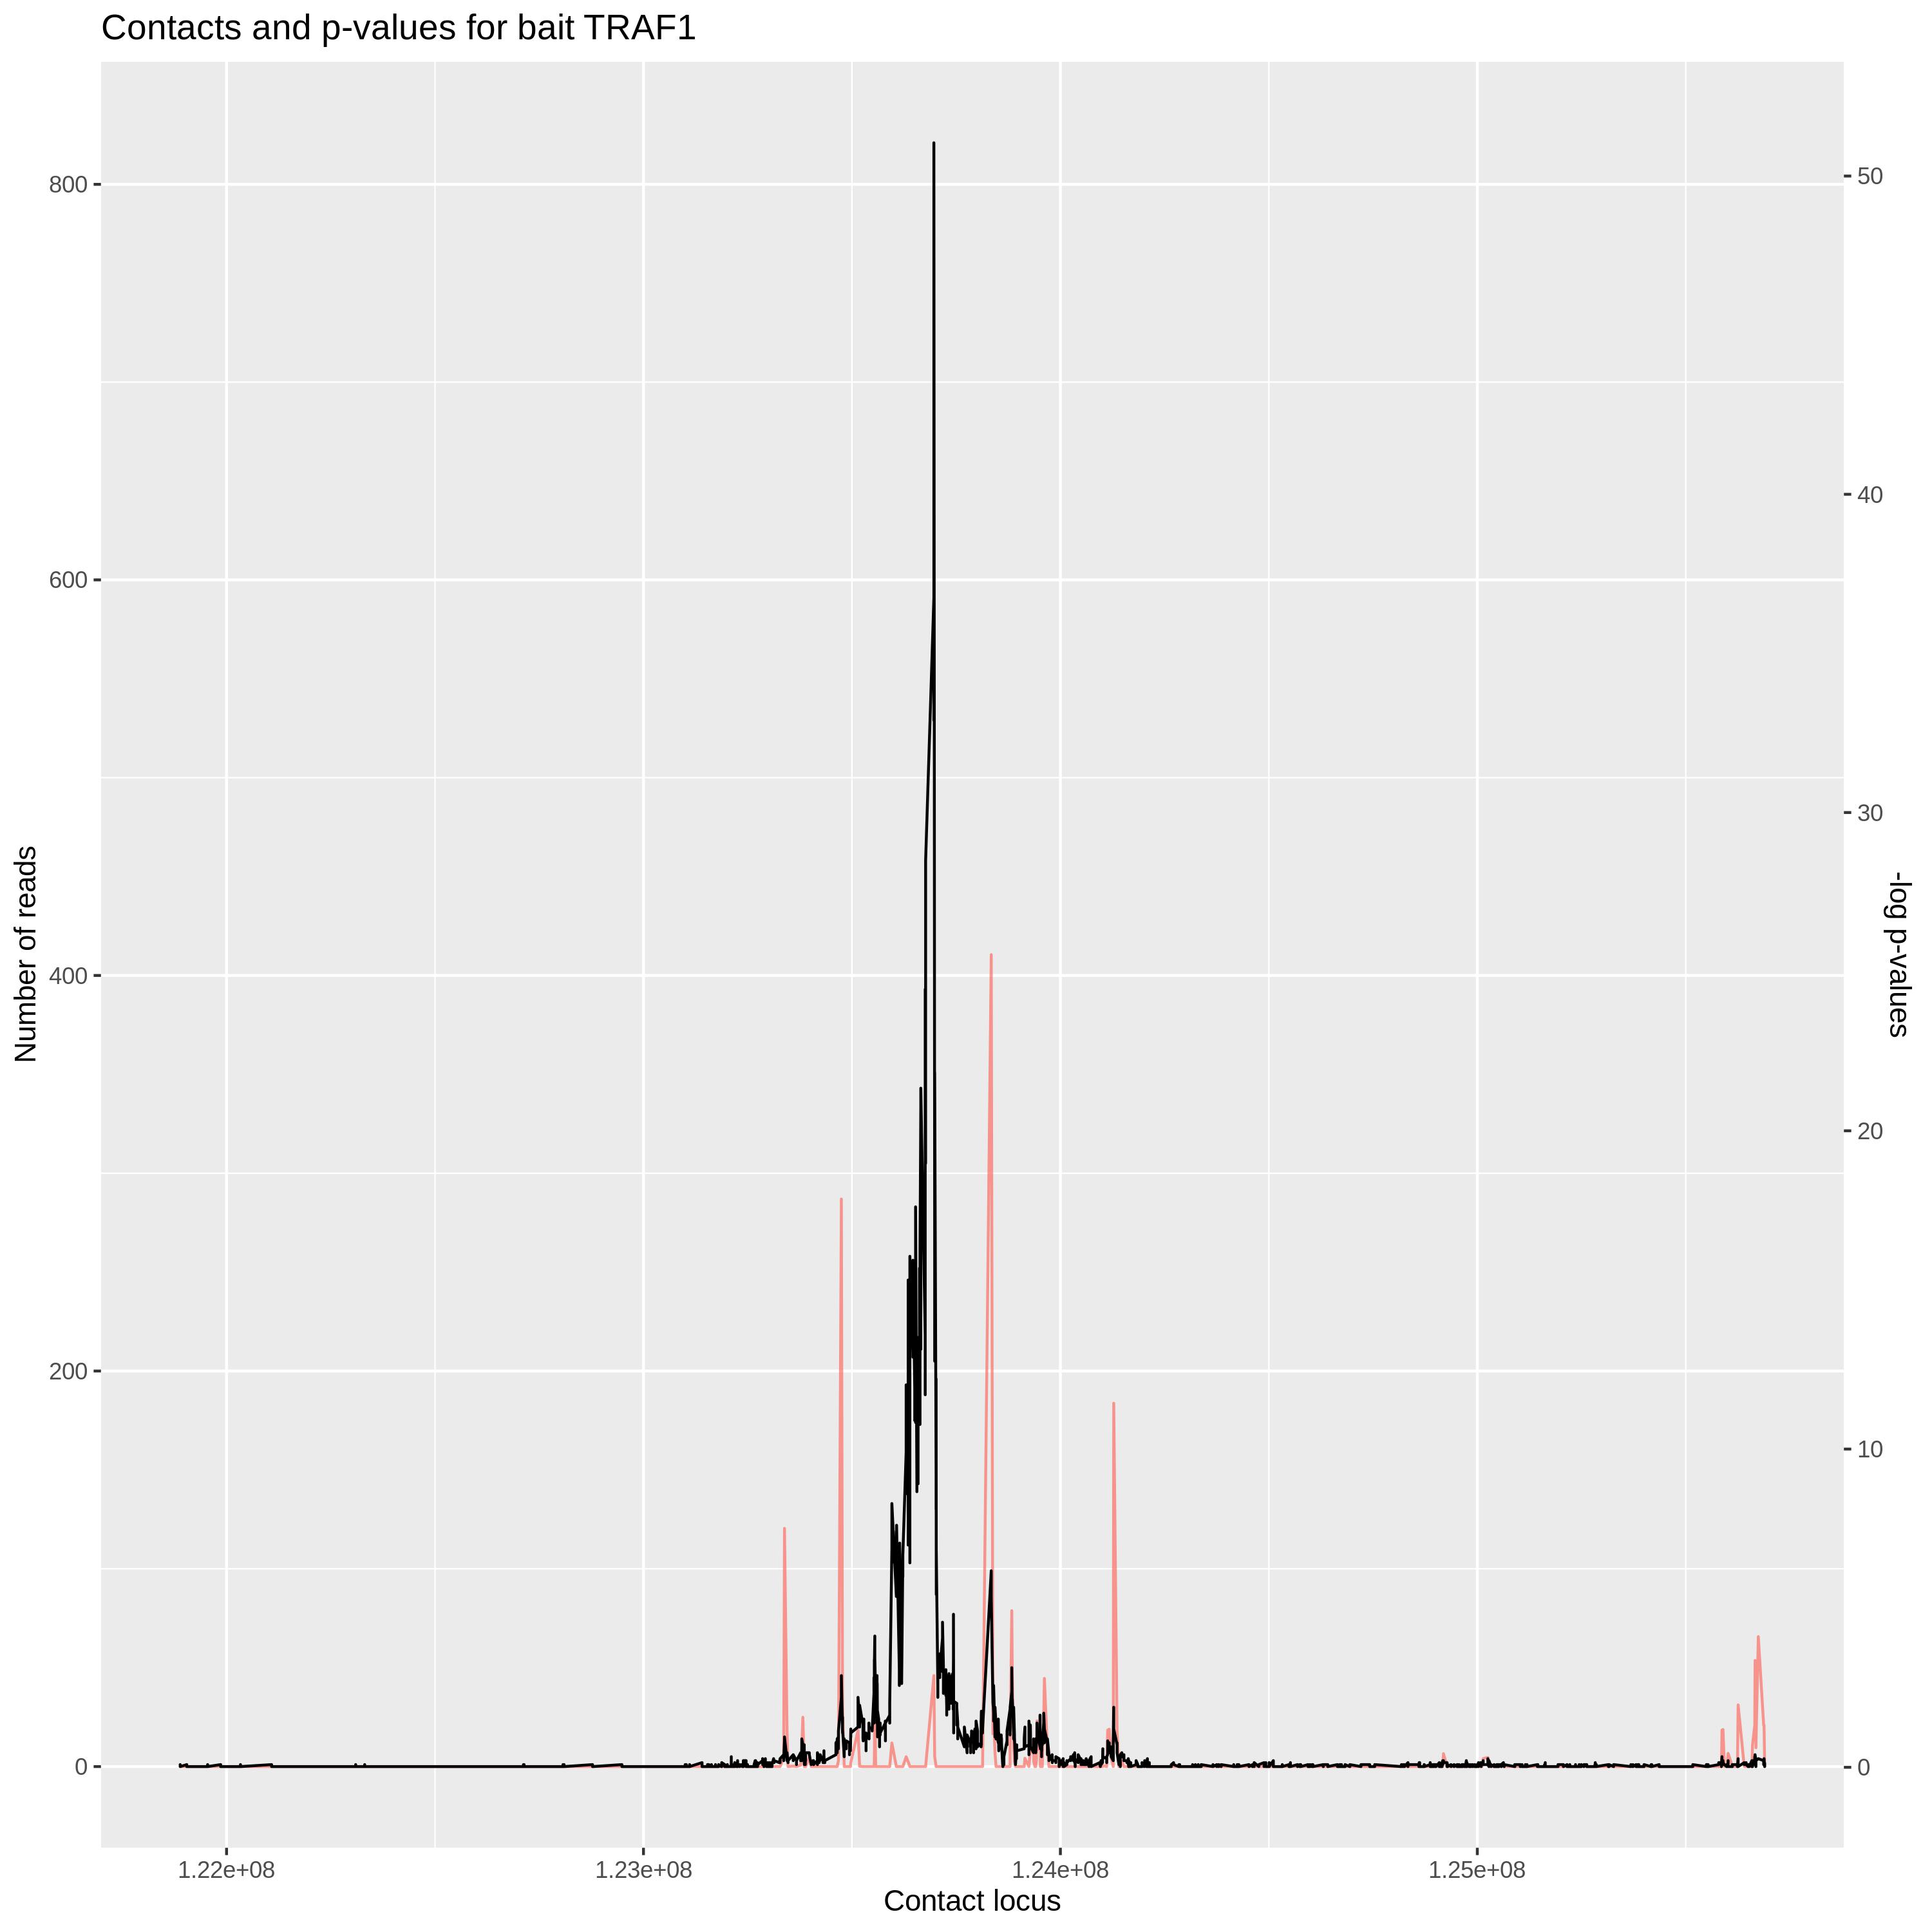 Contacts and p-values for bait TRAF1
800
600
400
200
0
Number of reads
50
40
30
20
10
0
-log p-values
1.22e+08
1.23e+08
1.24e+08
1.25e+08
Contact locus